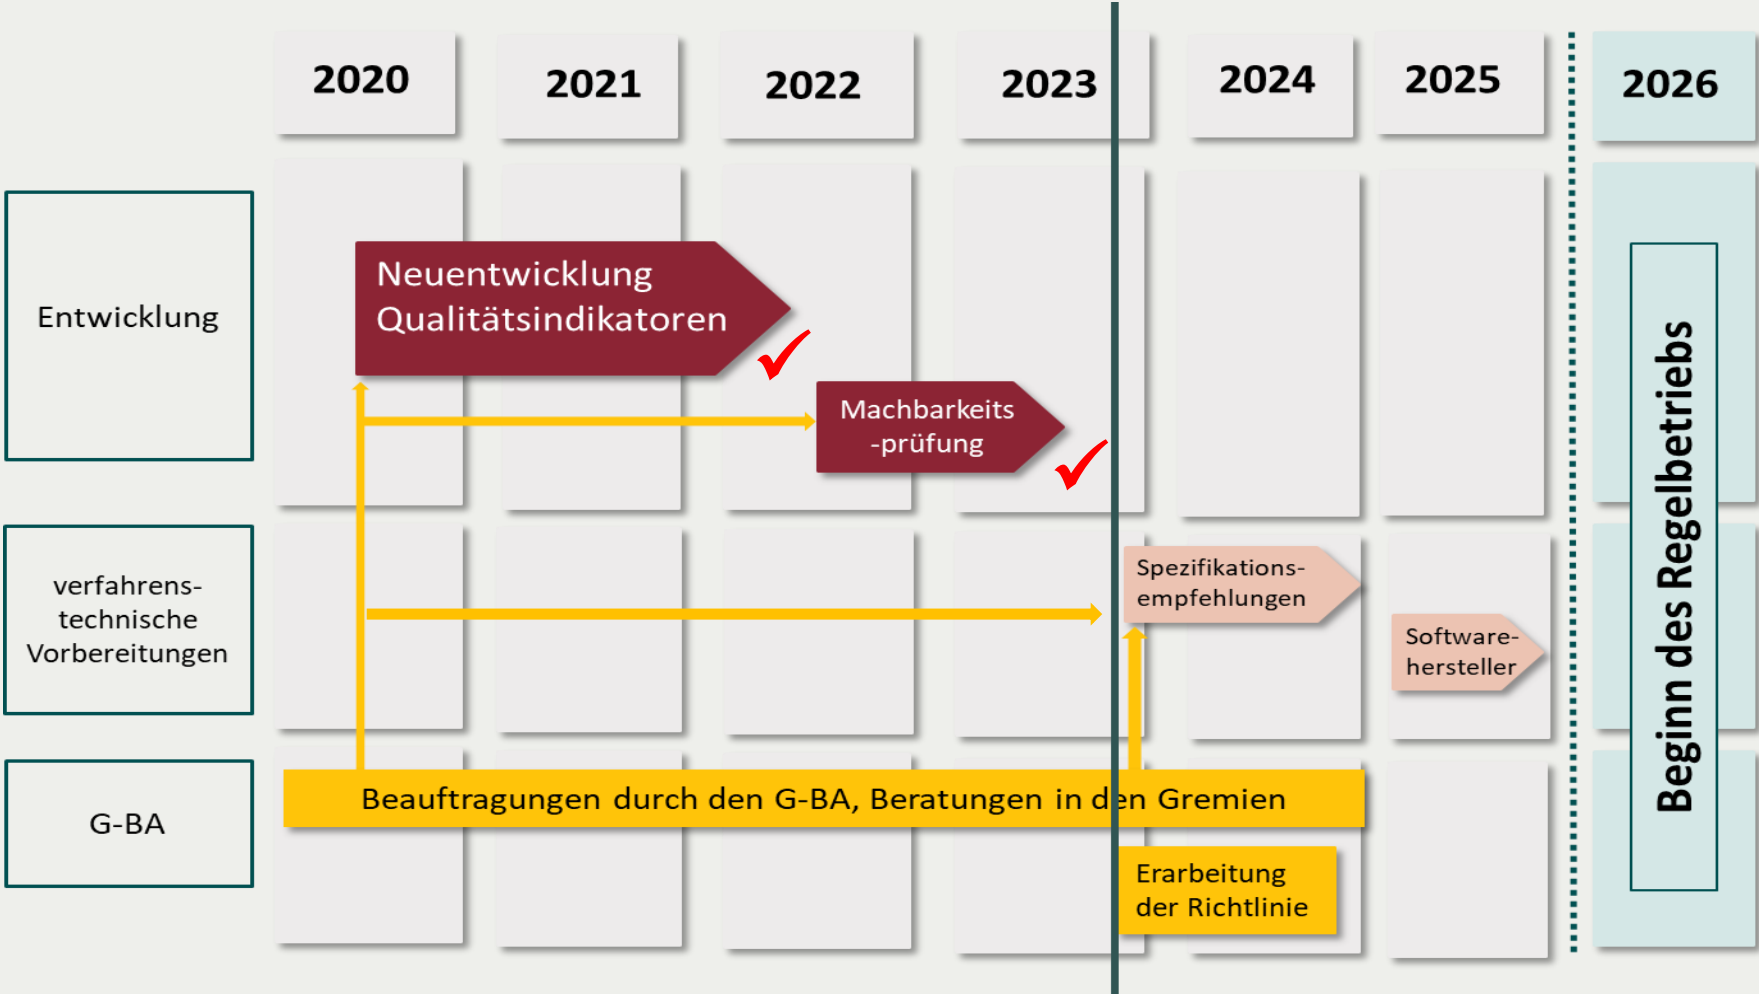 2020
2021
2022
2023
2024
2025
2026
Entwicklung
Neuentwicklung
Qualitätsindikatoren
Machbarkeits
-prüfung
verfahrens-
technische
Vorbereitungen
Spezifikations-
empfehlungen
Software-
hersteller
G-BA
Beauftragungen durch den G-BA, Beratungen in den Gremien
Erarbeitung
der Richtlinie
Beginn des Regelbetriebs